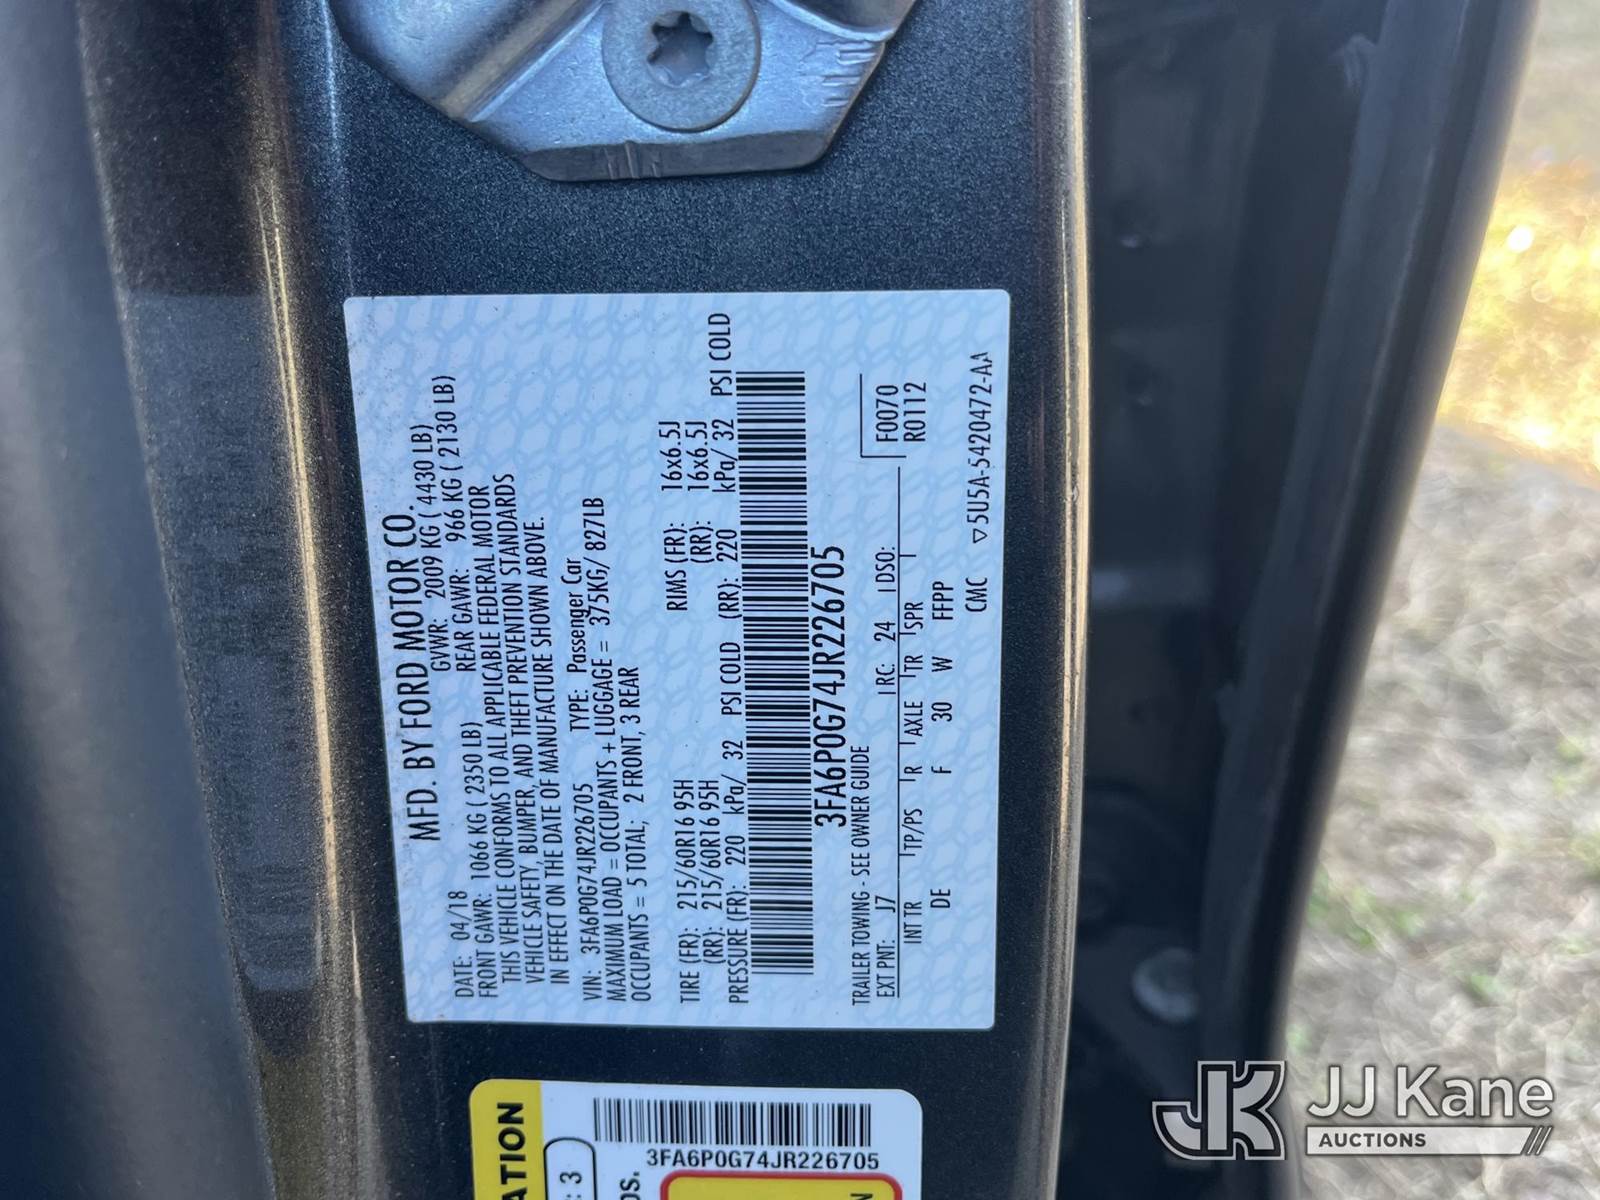 MFD. BY FORD MOTOR CO.
DATE: 04/18 GVWR: 2009 KG ( 4430 LB)
FRONT GAWR: 1066 KG ( 2350 LB) REAR GAWR: 966 KG ( 2130 LB)
THIS VEHICLE CONFORMS TO ALL APPLICABLE FEDERAL MOTOR
VEHICLE SAFETY, BUMPER, AND THEFT PREVENTION STANDARDS
IN EFFECT ON THE DATE OF MANUFACTURE SHOWN ABOVE.
VIN: 3FA6P0G74JR226705 TYPE: Passenger Car
MAXIMUM LOAD = OCCUPANTS + LUGGAGE = 375KG/ 827LB
OCCUPANTS = 5 TOTAL; 2 FRONT, 3 REAR
TIRE (FR): 215/60R16 95H RIMS (FR): 16x6.5J
(RR): 215/60R16 95H (RR): 16x6.5J
PRESSURE (FR): 220 kPa/ 32 PSI COLD (RR): 220 kPa/ 32 PSI COLD
3FA6P0G74JR226705
TRAILER TOWING - SEE OWNER GUIDE
EXT PNT: J7 RC: 24 DSO: F0070
R0112
INT TR TP/PS R AXLE TR SPR
DE F 30 W FFPP
CMC ▽5U5A-5420472-AA
ATION
: 3
3FA6P0G74JR226705
OS.
JJ Kane
AUCTIONS